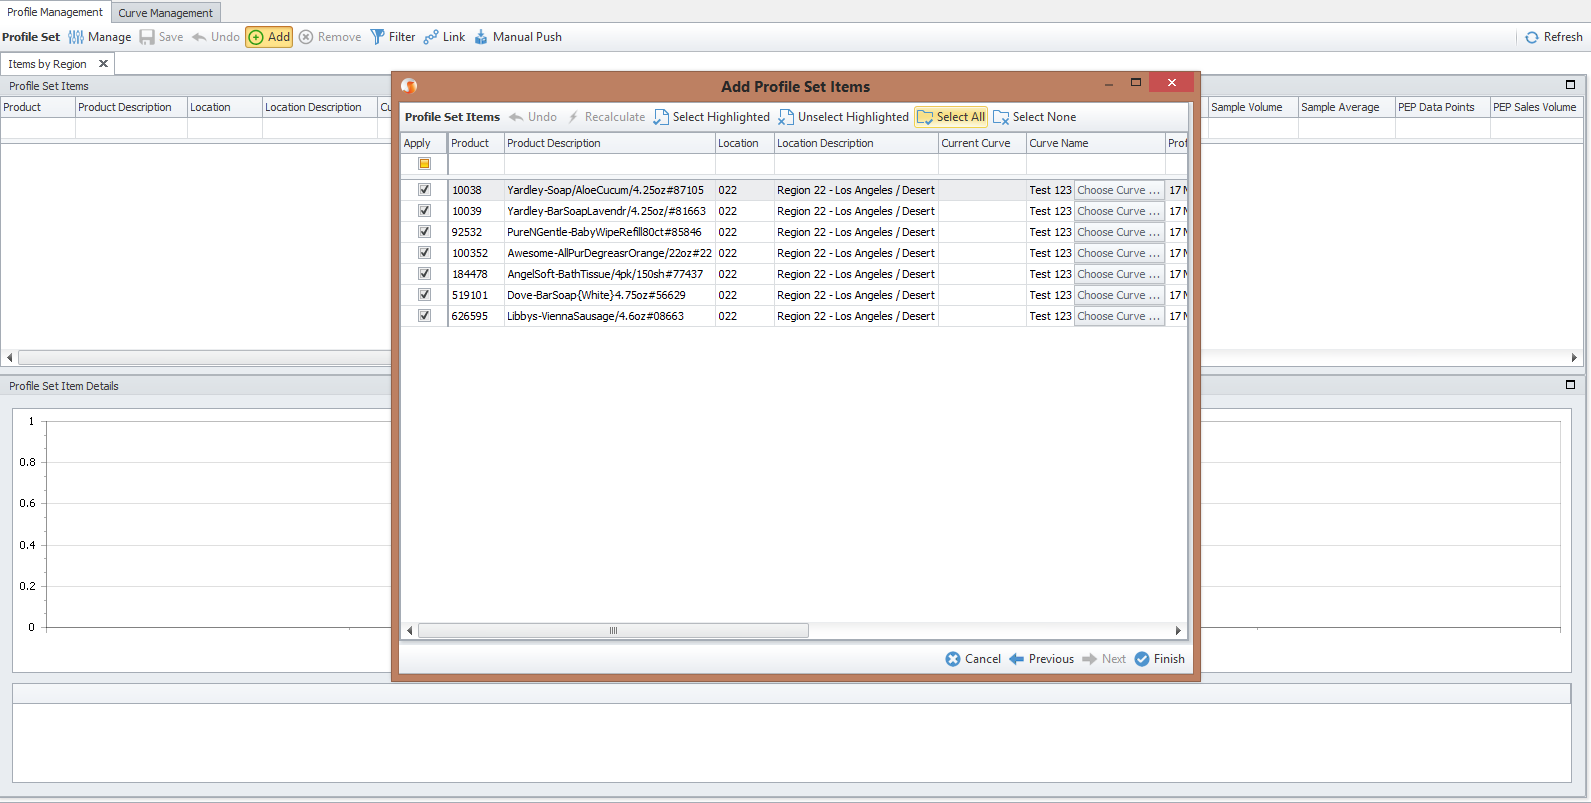 Profile Management Curve Management
Profile Set Manage Save Undo Add Remove Filter Link Manual Push Refresh
Items by Region
Profile Set Items
Product Product Description Location Location Description Sample Volume Sample Average PEP Data Points PEP Sales Volume
Add Profile Set Items
Profile Set Items Undo Recalculate Select Highlighted Unselect Highlighted Select All Select None
Apply Product Product Description Location Location Description Current Curve Curve Name
10038 Yardley-Soap/AloeCucum/4.25oz#87105 022 Region 22 - Los Angeles / Desert Test 123 Choose Curve ... 17
10039 Yardley-BarSoapLavendr/4.25oz/#81663 022 Region 22 - Los Angeles / Desert Test 123 Choose Curve ... 17
92532 PureNGentle-BabyWipeRefill80ct#85846 022 Region 22 - Los Angeles / Desert Test 123 Choose Curve ... 17
100352 Awesome-AllPurDegreasrOrange/22oz#22 022 Region 22 - Los Angeles / Desert Test 123 Choose Curve ... 17
184478 AngelSoft-BathTissue/4pk/150sh#77437 022 Region 22 - Los Angeles / Desert Test 123 Choose Curve ... 17
519101 Dove-BarSoap{White}4.75oz#56629 022 Region 22 - Los Angeles / Desert Test 123 Choose Curve ... 17
626595 Libbys-ViennaSausage/4.6oz#08663 022 Region 22 - Los Angeles / Desert Test 123 Choose Curve ... 17
Cancel Previous Next Finish
Profile Set Item Details
1
0.8
0.6
0.4
0.2
0